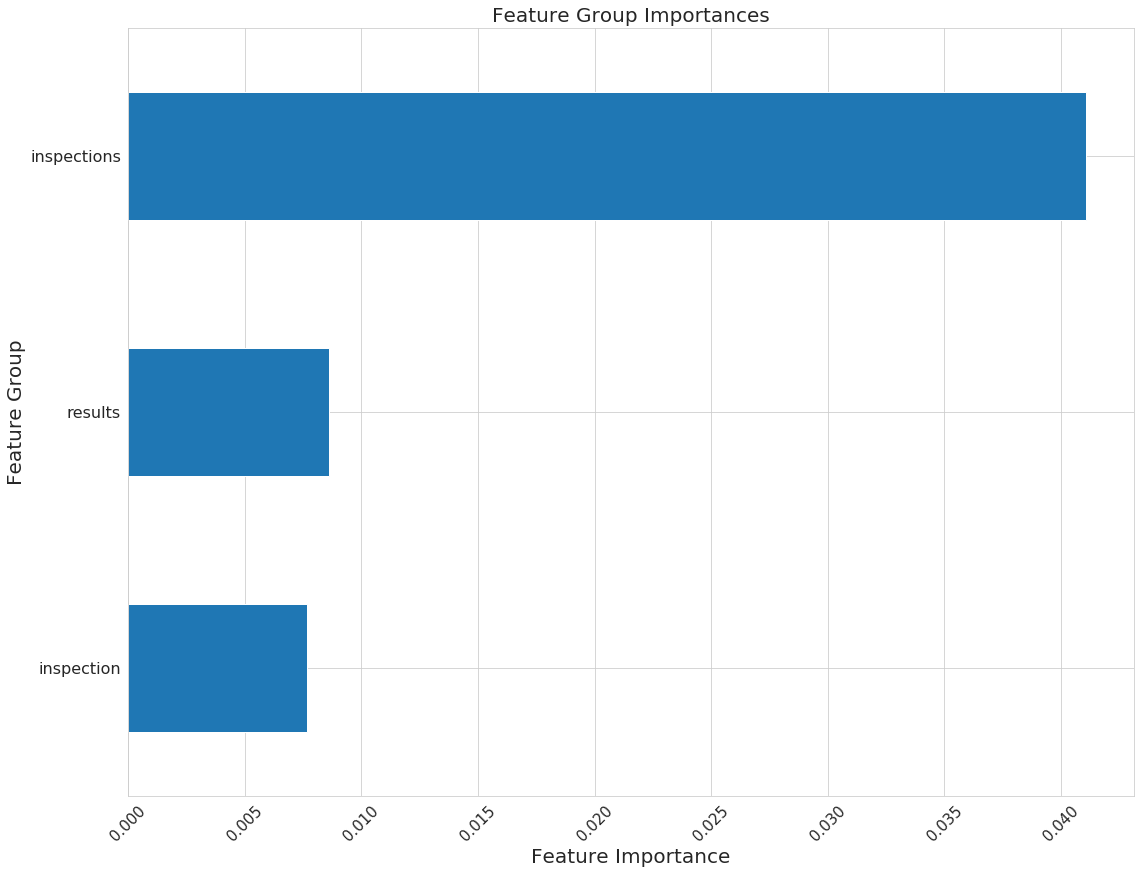 Feature Group Importances
Feature Group
inspections
results
inspection
0.000
0.005
0.010
0.015
0.020
0.025
0.030
0.035
0.040
Feature Importance